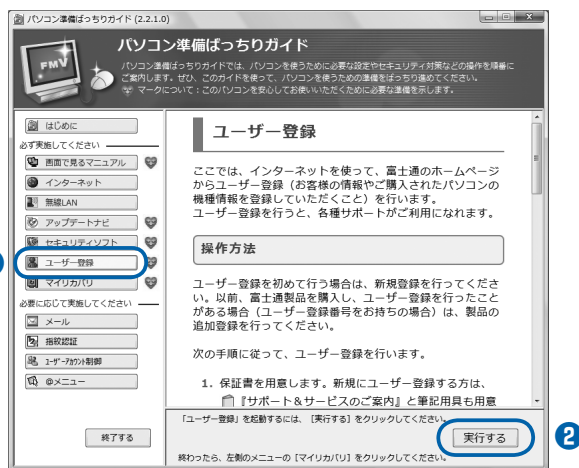 パソコン準備ばっちりガイド (2.2.1.0)
FMV
パソコン準備ばっちりガイド
パソコン準備ばっちりガイドでは、パソコンを使うために必要な設定やセキュリティ対策などの操作を順番に
ご案内します。ぜひ、このガイドを使って、パソコンを使うための準備をばっちり進めてください。
マークについて：このパソコンを安心してお使いいただくために必要な準備を示します。
はじめに
必ず実施してください
画面で見るマニュアル
インターネット
無線LAN
アップデートナビ
セキュリティソフト
ユーザー登録
マイリカバリ
必要に応じて実施してください
メール
指紋認証
ユーザーアカウント制御
@メニュー
終了する
ユーザー登録
ここでは、インターネットを使って、富士通のホームページ
からユーザー登録（お客様の情報やご購入されたパソコンの
機種情報を登録していただくこと）を行います。
ユーザー登録を行うと、各種サポートがご利用になれます。
操作方法
ユーザー登録を初めて行う場合は、新規登録を行ってくださ
い。以前、富士通製品を購入し、ユーザー登録を行ったこと
がある場合（ユーザー登録番号をお持ちの場合）は、製品の
追加登録を行ってください。
次の手順に従って、ユーザー登録を行います。
1. 保証書を用意します。新規にユーザー登録する方は、
『サポート＆サービスのご案内』と筆記用具も用意
「ユーザー登録」を起動するには、［実行する］をクリックしてください。
実行する
2
終わったら、左側のメニューの［マイリカバリ］をクリックしてください。